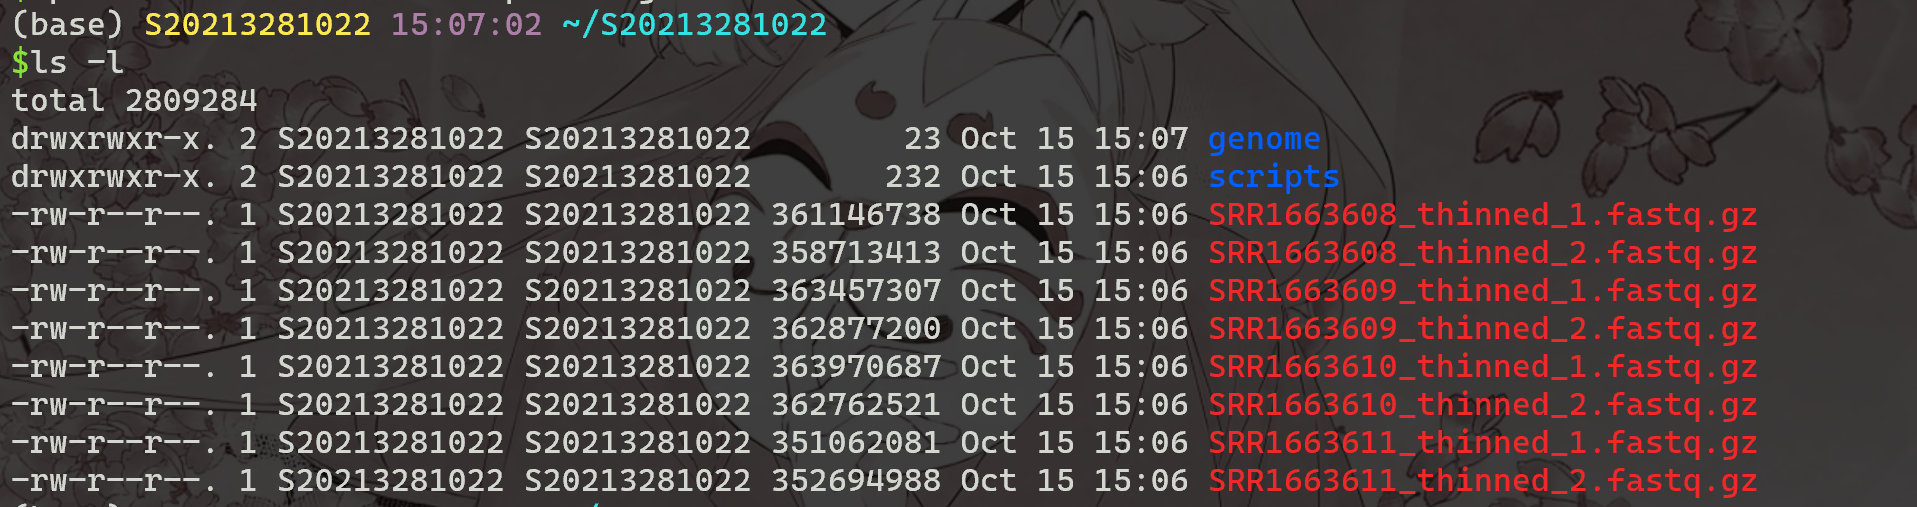 (base) S20213281022 15:07:02 ~/S20213281022
$ls -l
total 2809284
drwxrwxr-x. 2 S20213281022 S20213281022        23 Oct 15 15:07 genome
drwxrwxr-x. 2 S20213281022 S20213281022       232 Oct 15 15:06 scripts
-rw-r--r--. 1 S20213281022 S20213281022 361146738 Oct 15 15:06 SRR1663608_thinned_1.fastq.gz
-rw-r--r--. 1 S20213281022 S20213281022 358713413 Oct 15 15:06 SRR1663608_thinned_2.fastq.gz
-rw-r--r--. 1 S20213281022 S20213281022 363457307 Oct 15 15:06 SRR1663609_thinned_1.fastq.gz
-rw-r--r--. 1 S20213281022 S20213281022 362877200 Oct 15 15:06 SRR1663609_thinned_2.fastq.gz
-rw-r--r--. 1 S20213281022 S20213281022 363970687 Oct 15 15:06 SRR1663610_thinned_1.fastq.gz
-rw-r--r--. 1 S20213281022 S20213281022 362762521 Oct 15 15:06 SRR1663610_thinned_2.fastq.gz
-rw-r--r--. 1 S20213281022 S20213281022 351062081 Oct 15 15:06 SRR1663611_thinned_1.fastq.gz
-rw-r--r--. 1 S20213281022 S20213281022 352694988 Oct 15 15:06 SRR1663611_thinned_2.fastq.gz